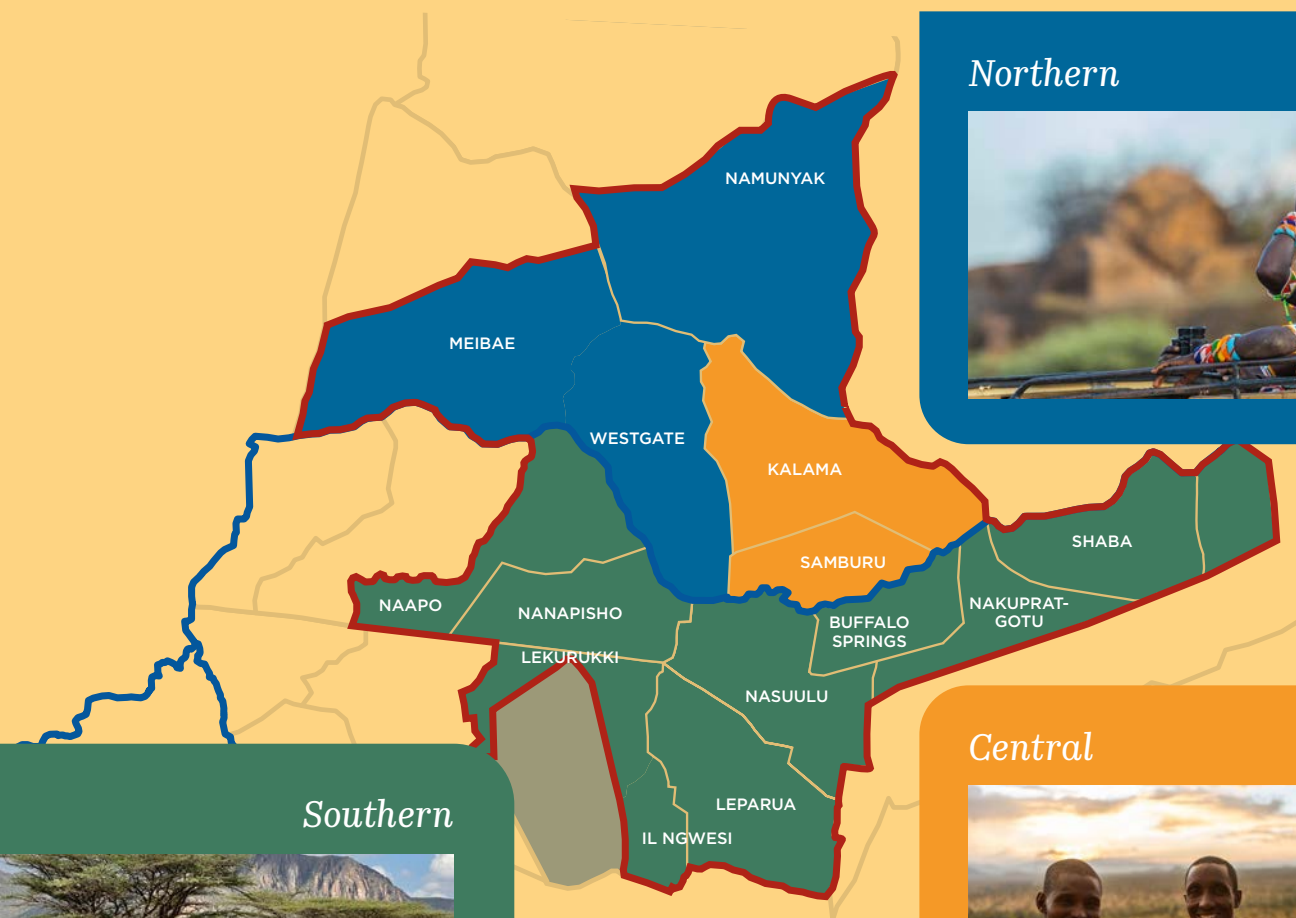 Northern
NAMUNYAK
MEIBAE
WESTGATE
KALAMA
SHABA
SAMBURU
NAAPO
NANAPISHO
NAKUPRAT-
GOTU
BUFFALO
SPRINGS
LEKURUKKI
NASUULU
Central
LEPARUA
Southern
IL NGWESI